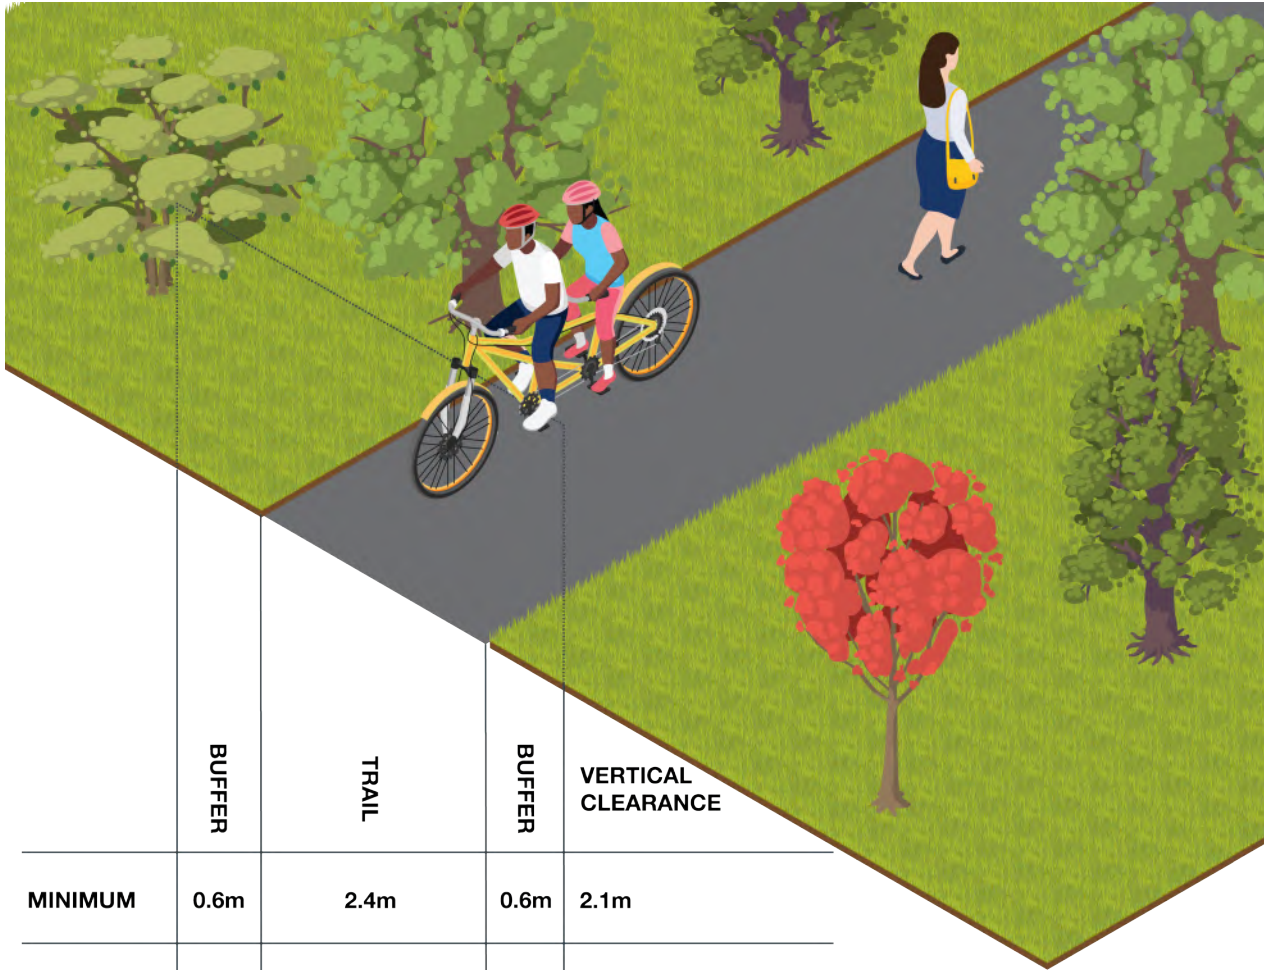 BUFFER
TRAIL
BUFFER
VERTICAL
CLEARANCE
MINIMUM 0.6m 2.4m 0.6m 2.1m